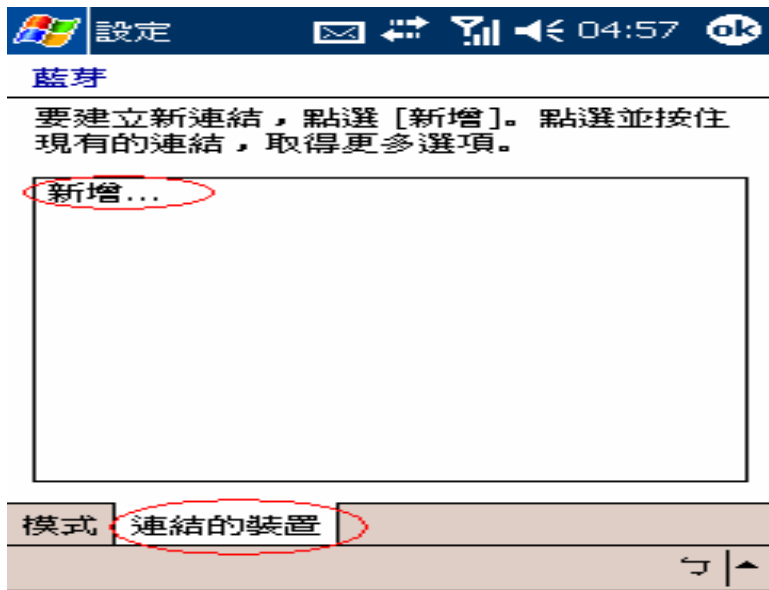 設定 04:57 ok
藍芽
要建立新連結，點選 [新增]。點選並按住
現有的連結，取得更多選項。
新增...
模式 連結的裝置
ㄅ